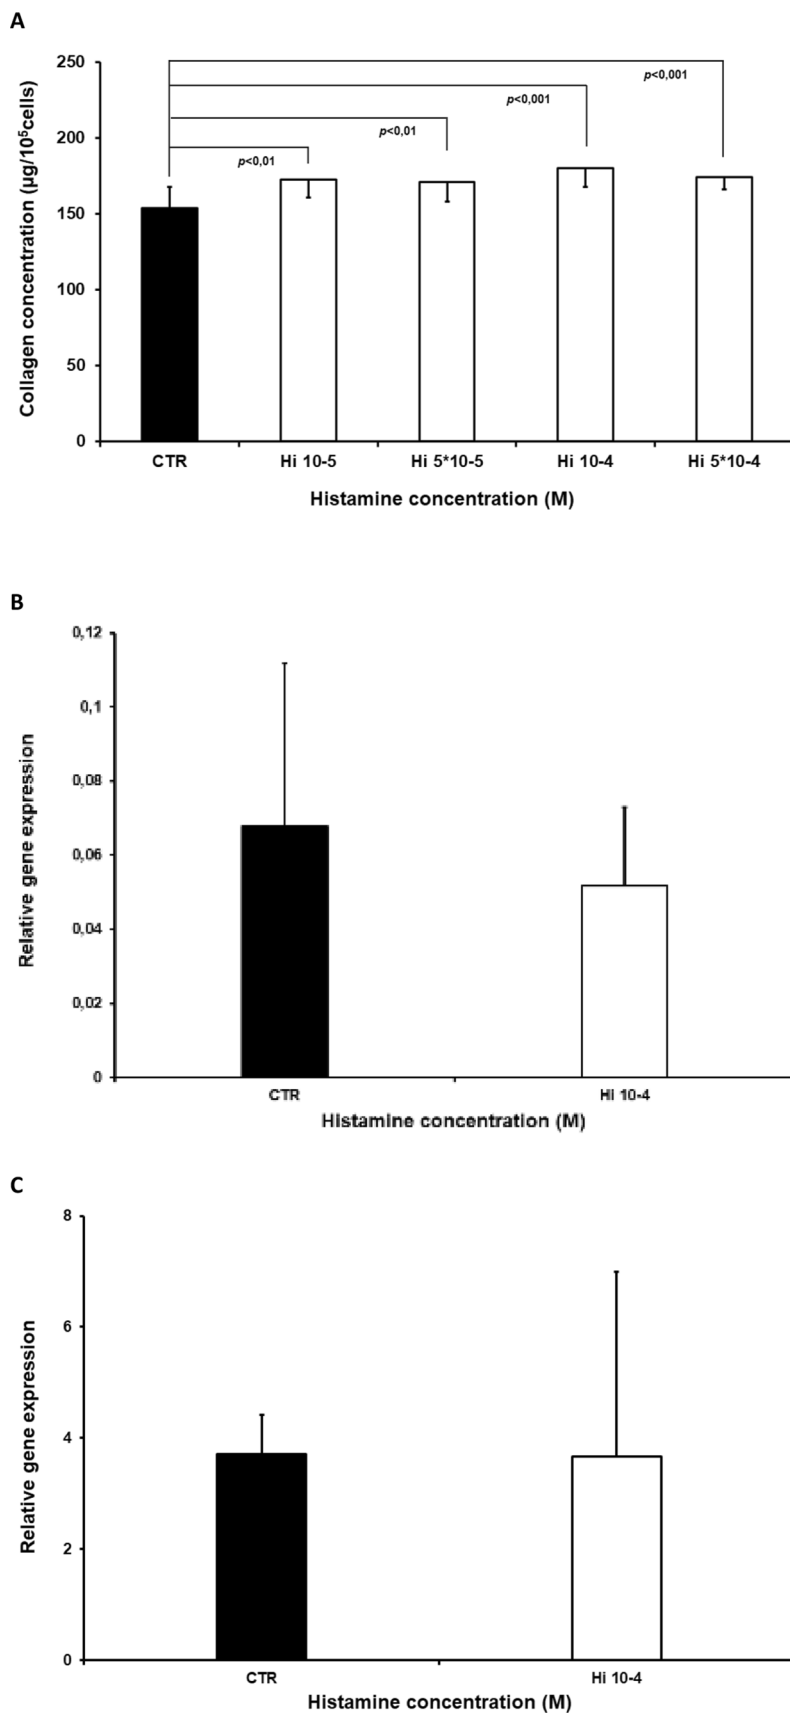 A
Collagen concentration (µg/10⁵cells)
250
200
150
100
50
0
p<0,001
p<0,001
p<0,01
p<0,01
CTR Hi 10-5 Hi 5*10-5 Hi 10-4 Hi 5*10-4
Histamine concentration (M)
B
Relative gene expression
0,12
0,1
0,08
0,06
0,04
0,02
0
CTR Hi 10-4
Histamine concentration (M)
C
Relative gene expression
8
6
4
2
0
CTR Hi 10-4
Histamine concentration (M)